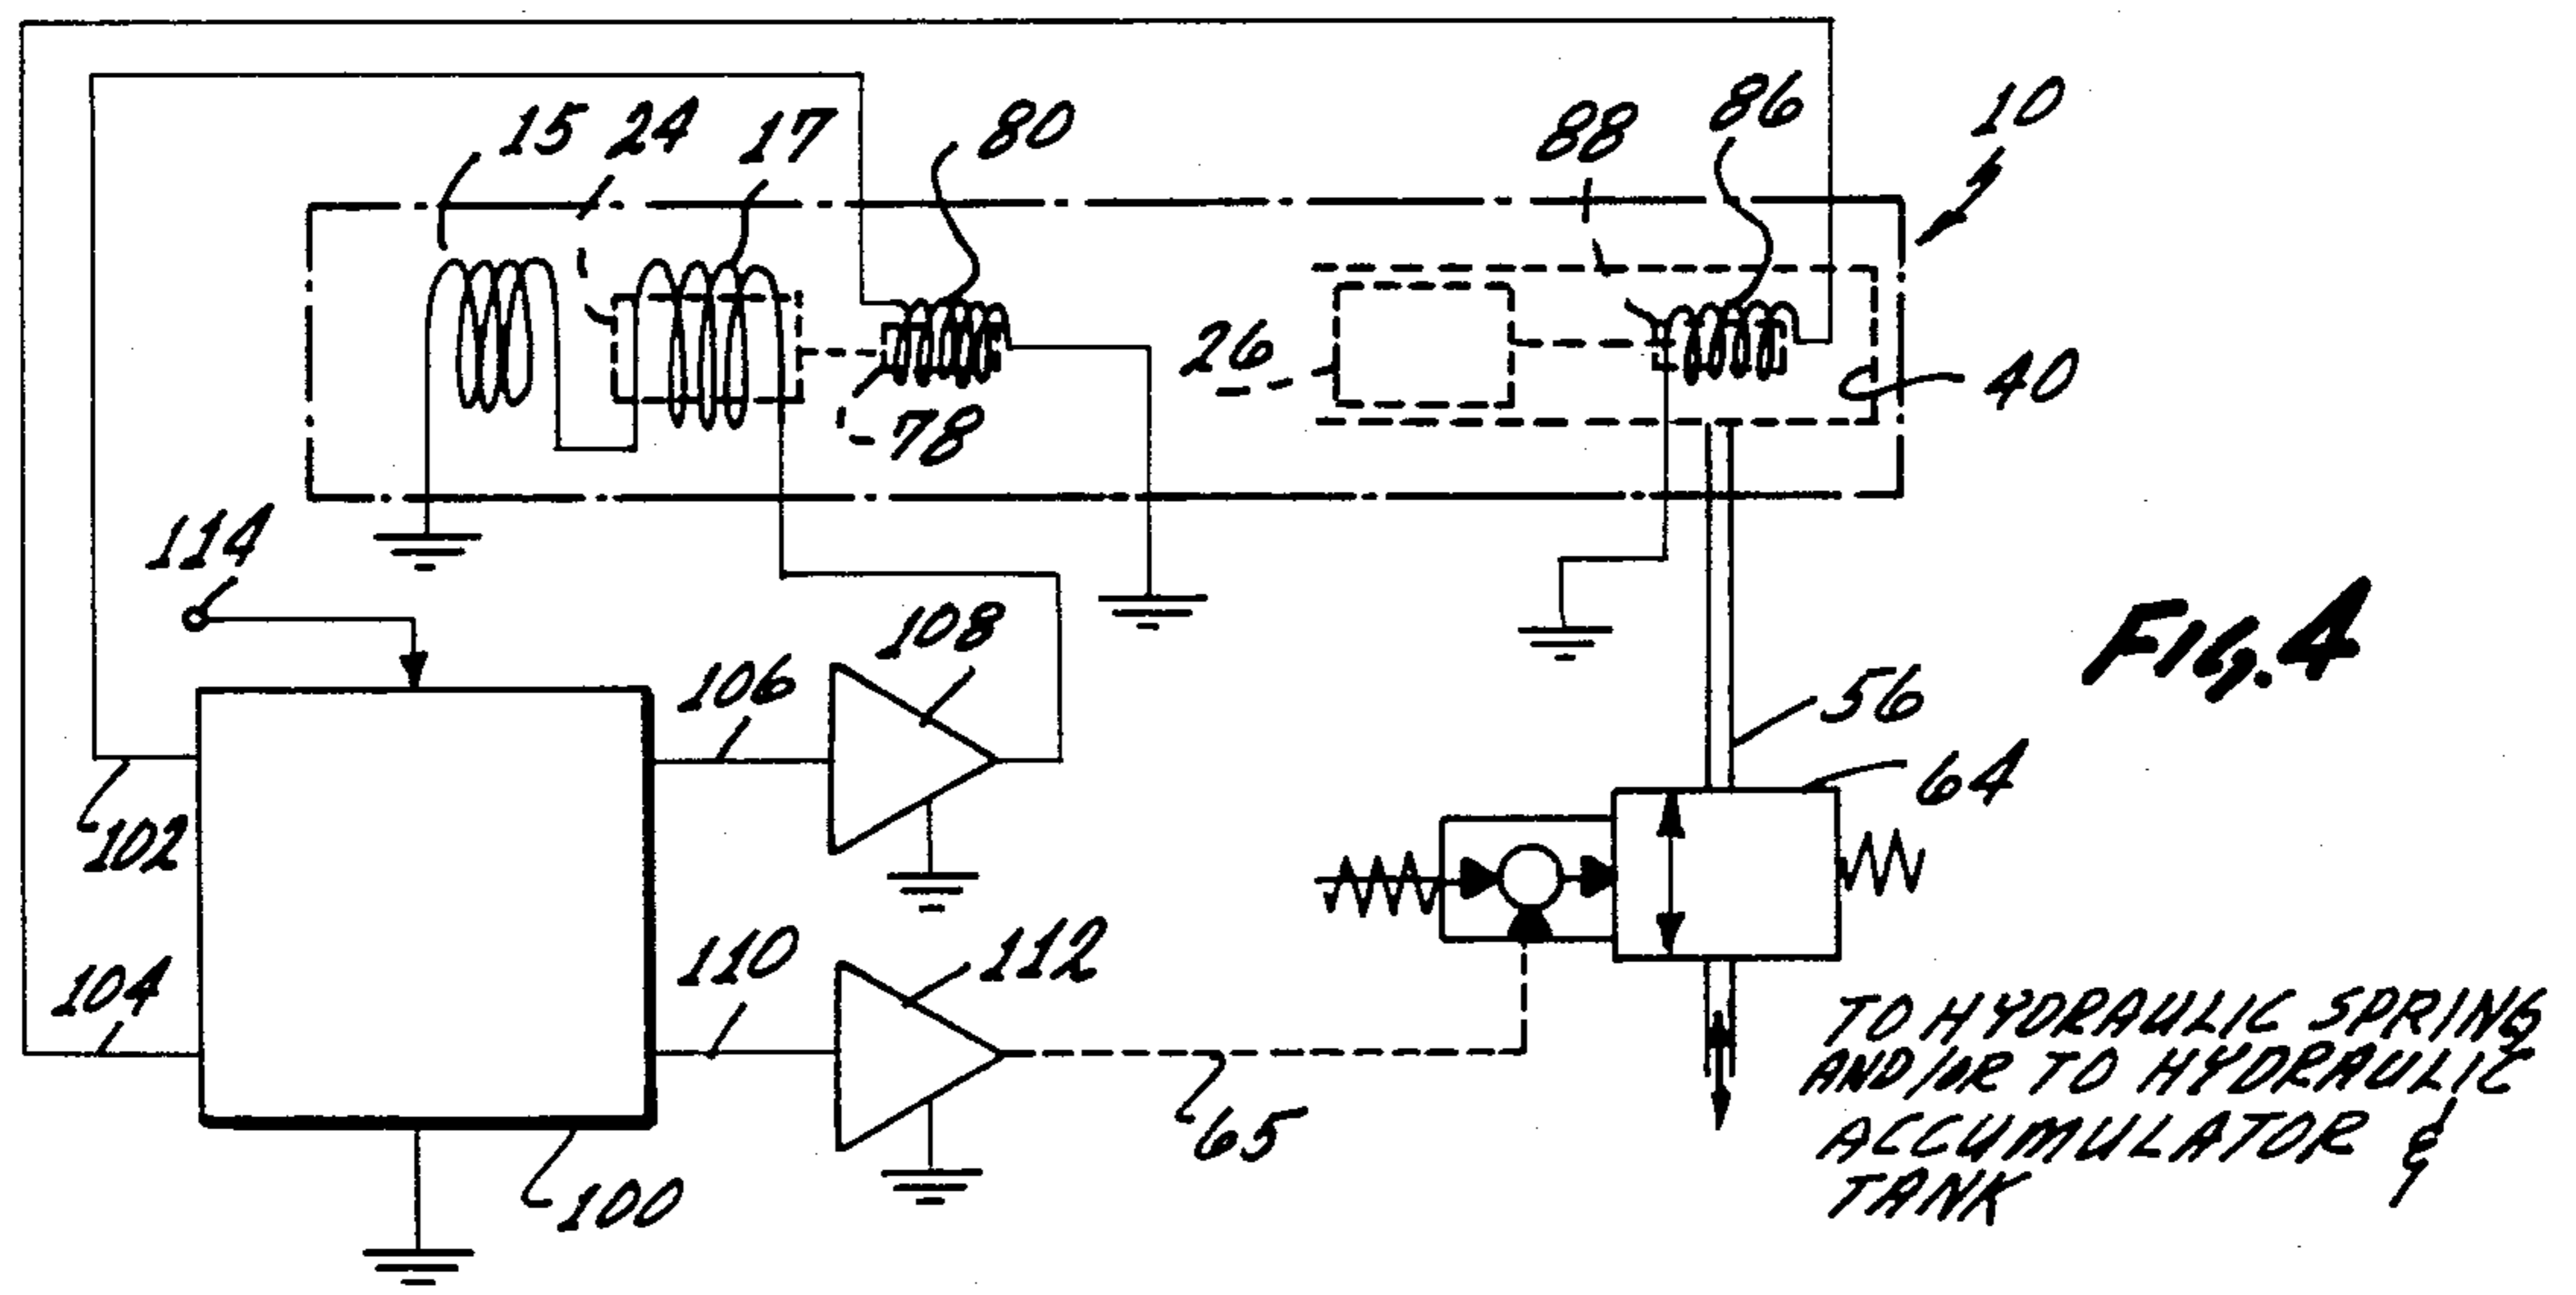 15 24 17 80 88 86 10
26 40
78
114
108
106 56
64
102
110 112
104
65
100
FIG. 4
TO HYDRAULIC SPRING
AND/OR TO HYDRAULIC
ACCUMULATOR &
TANK